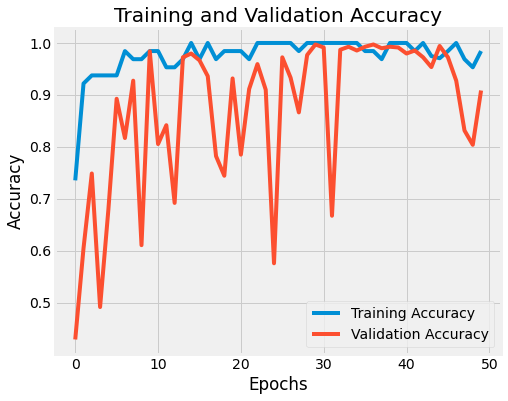 Training and Validation Accuracy
1.0
0.9
0.8
0.7
0.6
0.5
Accuracy
0
10
20
30
40
50
Epochs
Training Accuracy
Validation Accuracy